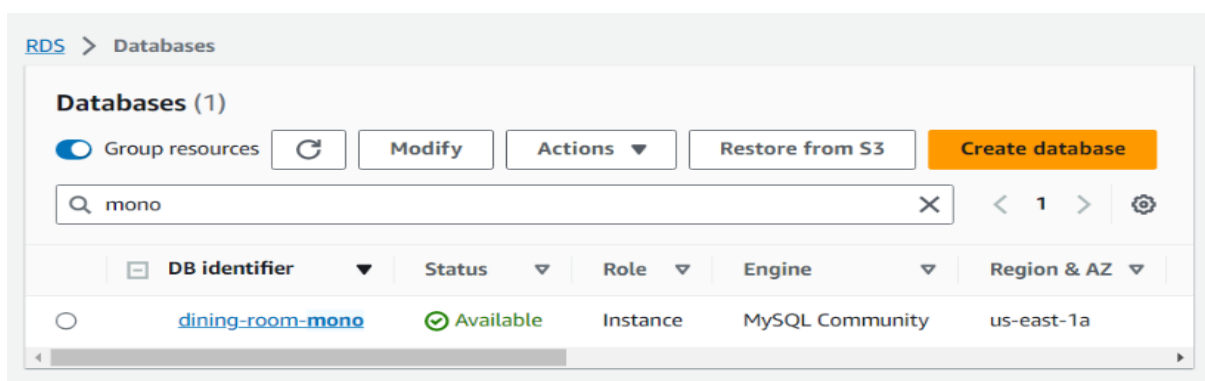 RDS > Databases
Databases (1)
Group resources Modify Actions Restore from S3 Create database
mono 1
DB identifier Status Role Engine Region & AZ
dining-room-mono Available Instance MySQL Community us-east-1a